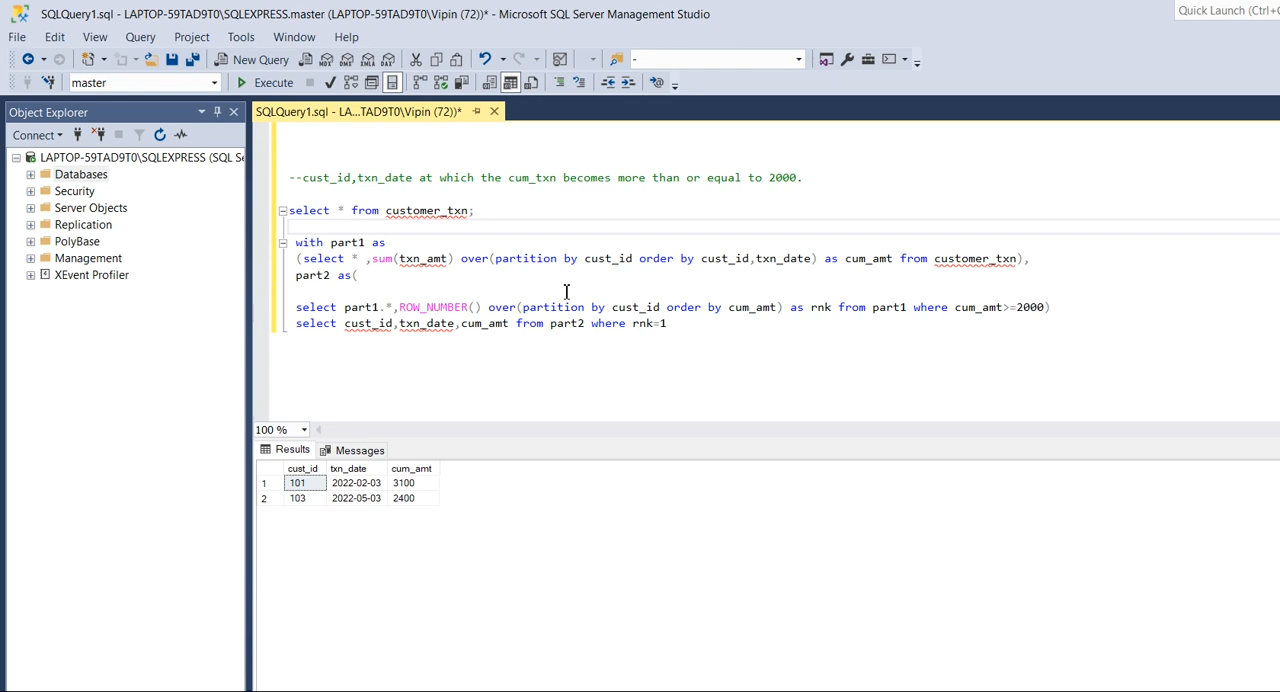 SQLQuery1.sql - LAPTOP-59TAD9T0\SQLEXPRESS.master (LAPTOP-59TAD9T0\Vipin (72))* - Microsoft SQL Server Management Studio
Quick Launch (Ctrl+Q
File Edit View Query Project Tools Window Help
New Query MDX DMX XMLA DAX -
master Execute
Object Explorer
SQLQuery1.sql - LA...TAD9T0\Vipin (72))*
Connect
LAPTOP-59TAD9T0\SQLEXPRESS (SQL Se
Databases
Security
Server Objects
Replication
PolyBase
Management
XEvent Profiler
--cust_id,txn_date at which the cum_txn becomes more than or equal to 2000.
select * from customer_txn;
with part1 as
(select * ,sum(txn_amt) over(partition by cust_id order by cust_id,txn_date) as cum_amt from customer_txn),
part2 as(
select part1.*,ROW_NUMBER() over(partition by cust_id order by cum_amt) as rnk from part1 where cum_amt>=2000)
select cust_id,txn_date,cum_amt from part2 where rnk=1
100 %
Results Messages
cust_id txn_date cum_amt
1 101 2022-02-03 3100
2 103 2022-05-03 2400